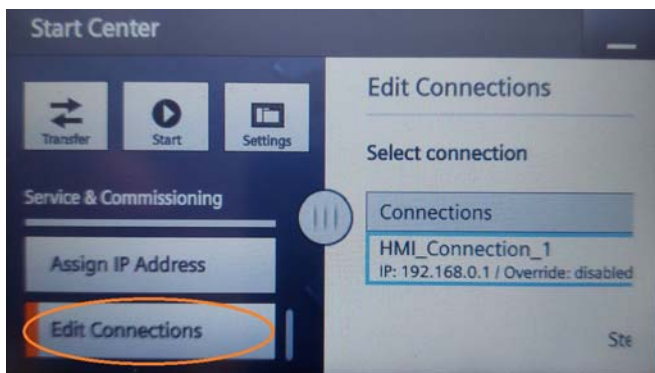 Start Center
Transfer
Start
Settings
Service & Commissioning
Assign IP Address
Edit Connections
Edit Connections
Select connection
Connections
HMI_Connection_1
IP: 192.168.0.1 / Override: disabled
Ste